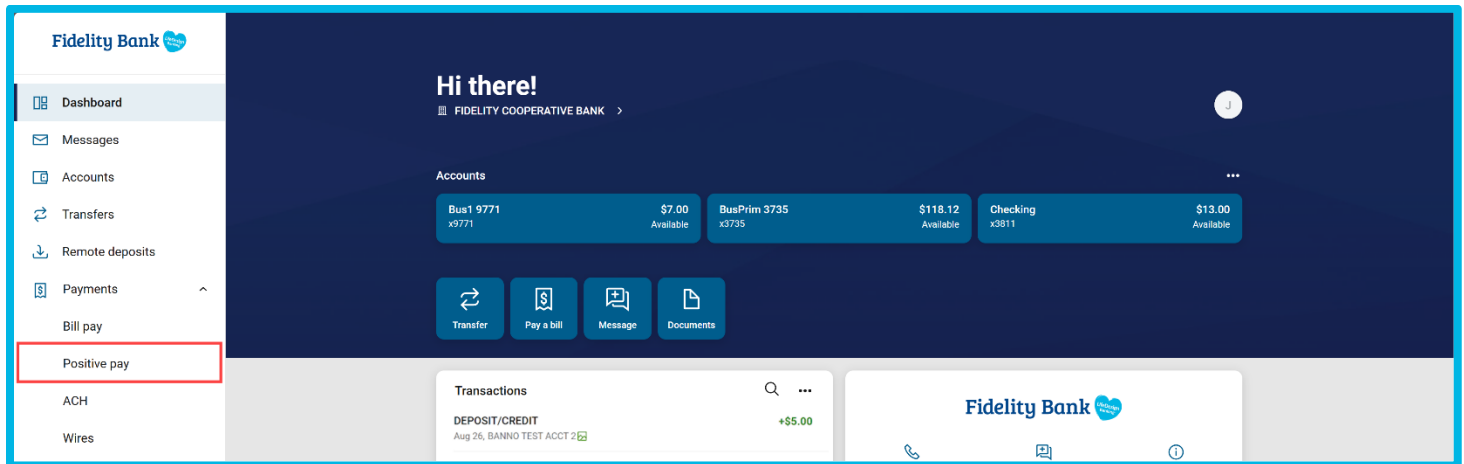 Fidelity Bank
Dashboard
Messages
Accounts
Transfers
Remote deposits
Payments
Bill pay
Positive pay
ACH
Wires
Hi there!
FIDELITY COOPERATIVE BANK
J
Accounts
Bus1 9771 $7.00
x9771 Available
BusPrim 3735 $118.12
x3735 Available
Checking $13.00
x3811 Available
Transfer
Pay a bill
Message
Documents
Transactions
DEPOSIT/CREDIT +$5.00
Aug 26, BANNO TEST ACCT 2
Fidelity Bank